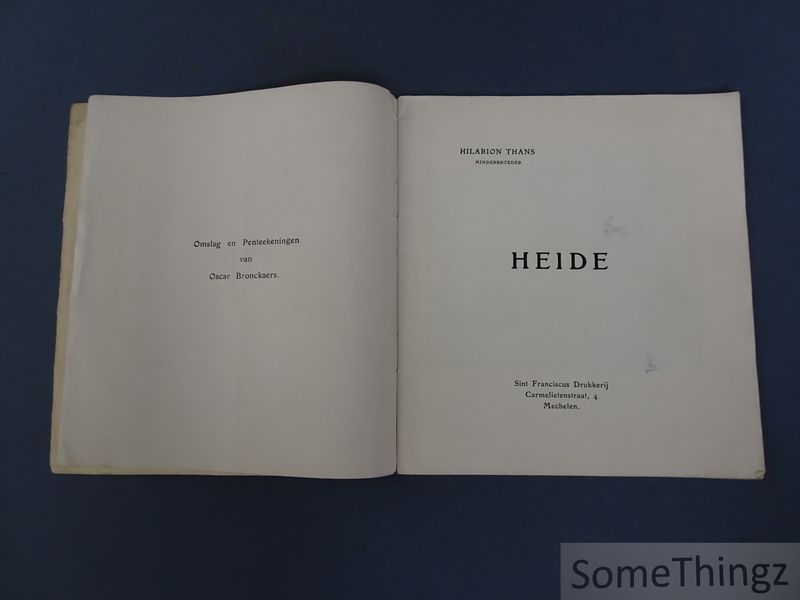 Omslag en Penteekeningen
van
Oscar Bronckaers.
HILARION THANS
MINDERBROEDER
HEIDE
Sint Franciscus Drukkerij
Carmelietenstraat, 4
Mechelen.
SomeThingz